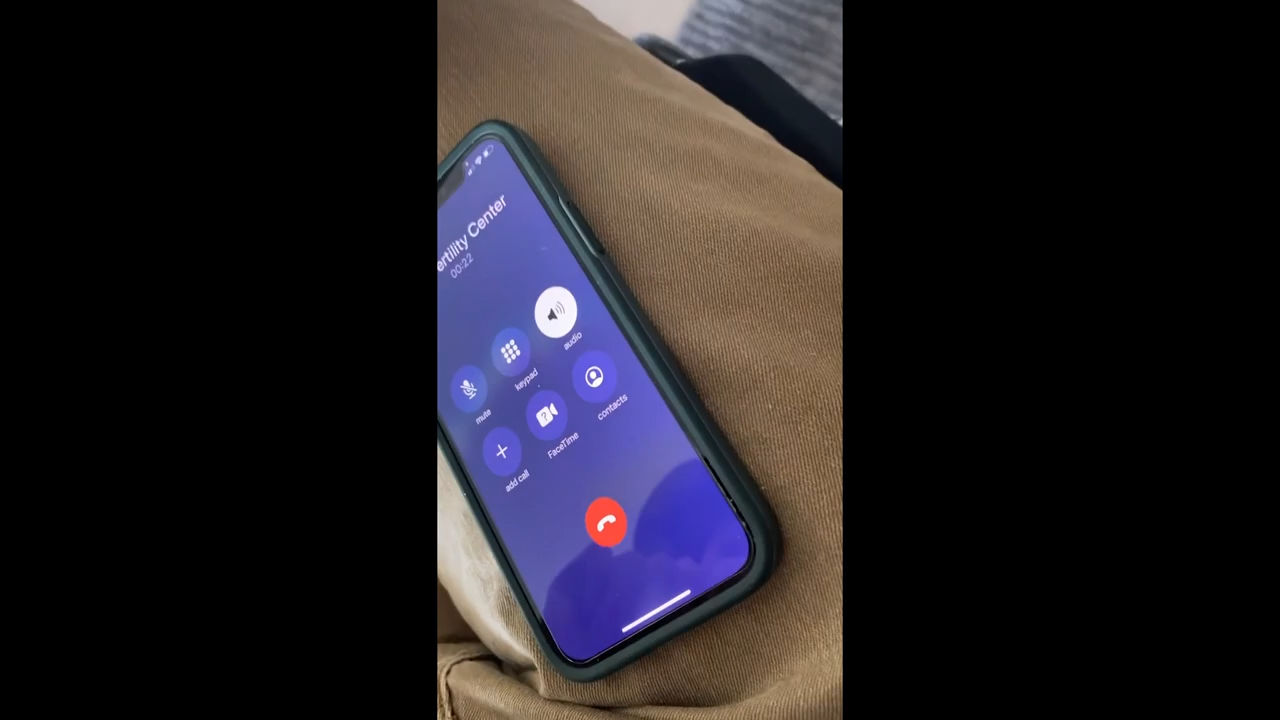 ertility Center
00:22
audio
keypad
mute
contacts
FaceTime
add call